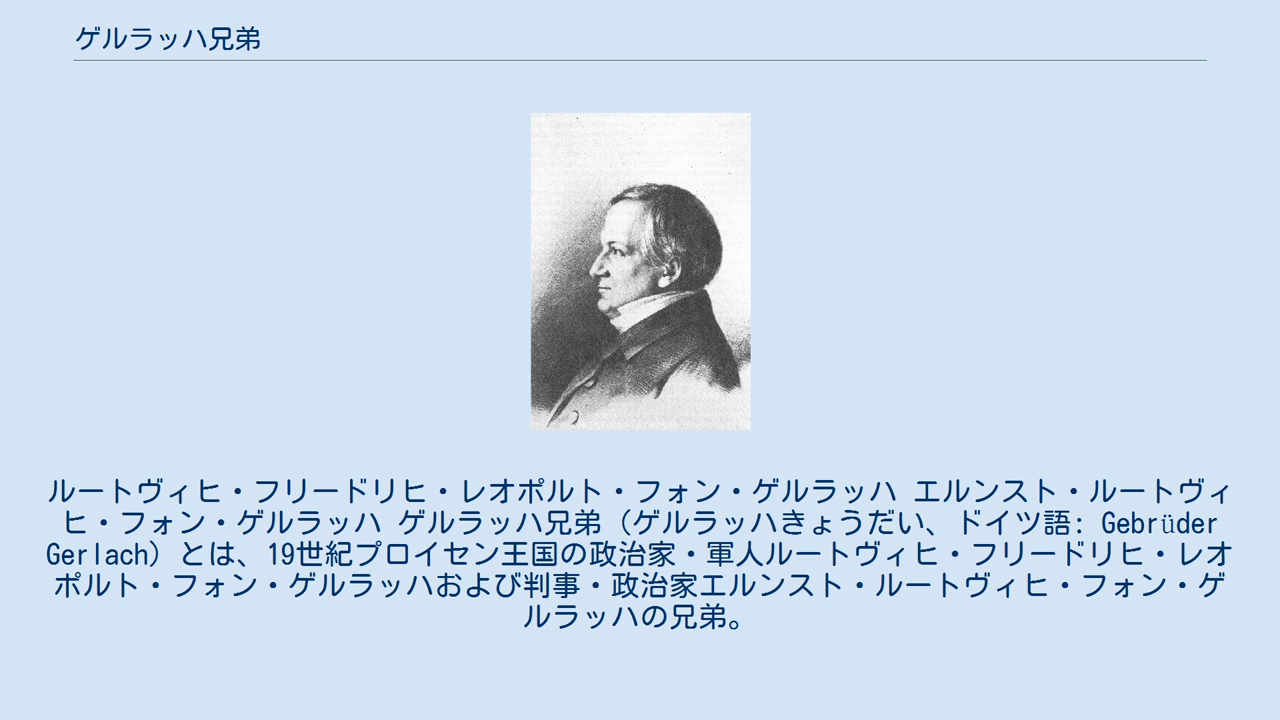 ゲルラッハ兄弟
ルートヴィヒ・フリードリヒ・レオポルト・フォン・ゲルラッハ エルンスト・ルートヴィ
ヒ・フォン・ゲルラッハ ゲルラッハ兄弟（ゲルラッハきょうだい、ドイツ語: Gebrüder
Gerlach）とは、19世紀プロイセン王国の政治家・軍人ルートヴィヒ・フリードリヒ・レオ
ポルト・フォン・ゲルラッハおよび判事・政治家エルンスト・ルートヴィヒ・フォン・ゲ
ルラッハの兄弟。